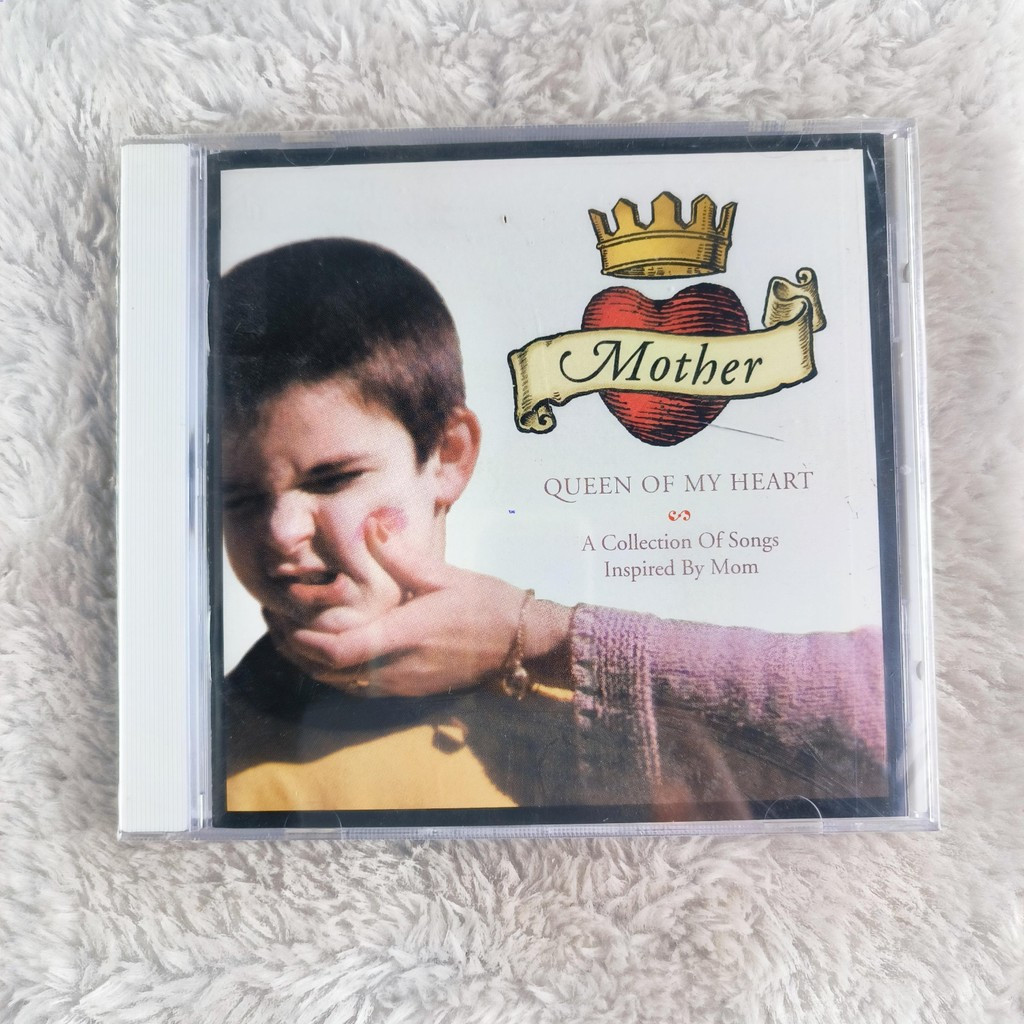 Mother
QUEEN OF MY HEART
A Collection Of Songs
Inspired By Mom